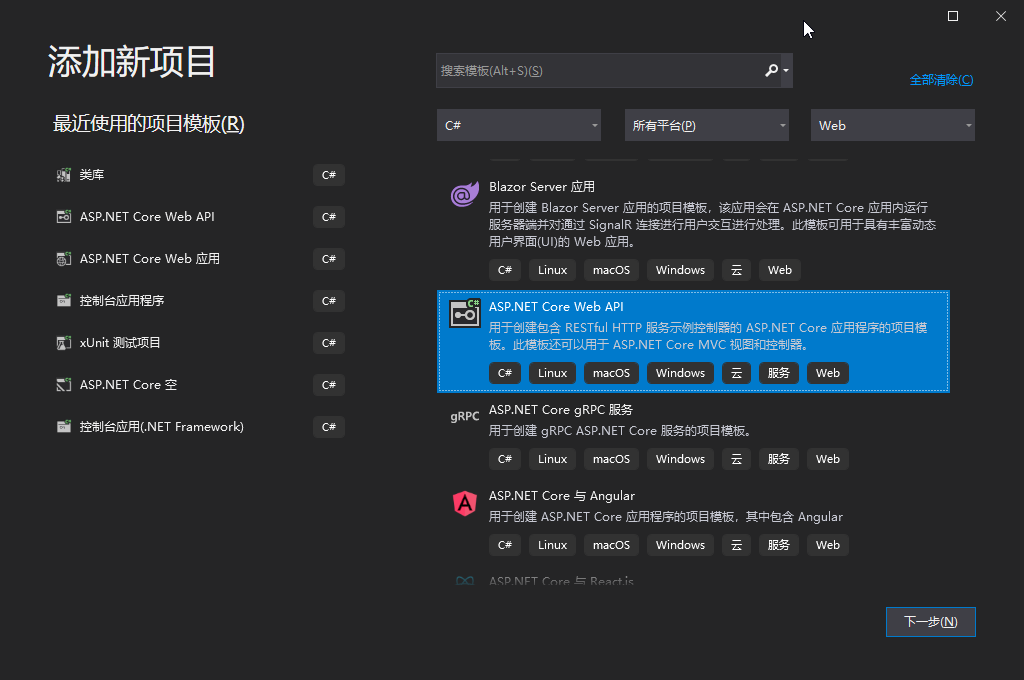 添加新项目
搜索模板(Alt+S)(S)
全部清除(C)
最近使用的项目模板(R)
C#
所有平台(P)
Web
类库
C#
ASP.NET Core Web API
C#
ASP.NET Core Web 应用
C#
控制台应用程序
C#
xUnit 测试项目
C#
ASP.NET Core 空
C#
控制台应用(.NET Framework)
C#
Blazor Server 应用
用于创建 Blazor Server 应用的项目模板，该应用会在 ASP.NET Core 应用内运行
服务器端并对通过 SignalR 连接进行用户交互进行处理。此模板可用于具有丰富动态
用户界面(UI)的 Web 应用。
C# Linux macOS Windows 云 Web
ASP.NET Core Web API
用于创建包含 RESTful HTTP 服务示例控制器的 ASP.NET Core 应用程序的项目模
板。此模板还可以用于 ASP.NET Core MVC 视图和控制器。
C# Linux macOS Windows 云 服务 Web
gRPC
ASP.NET Core gRPC 服务
用于创建 gRPC ASP.NET Core 服务的项目模板。
C# Linux macOS Windows 云 服务 Web
ASP.NET Core 与 Angular
用于创建 ASP.NET Core 应用程序的项目模板，其中包含 Angular
C# Linux macOS Windows 云 服务 Web
ASP.NET Core 与 React.js
下一步(N)